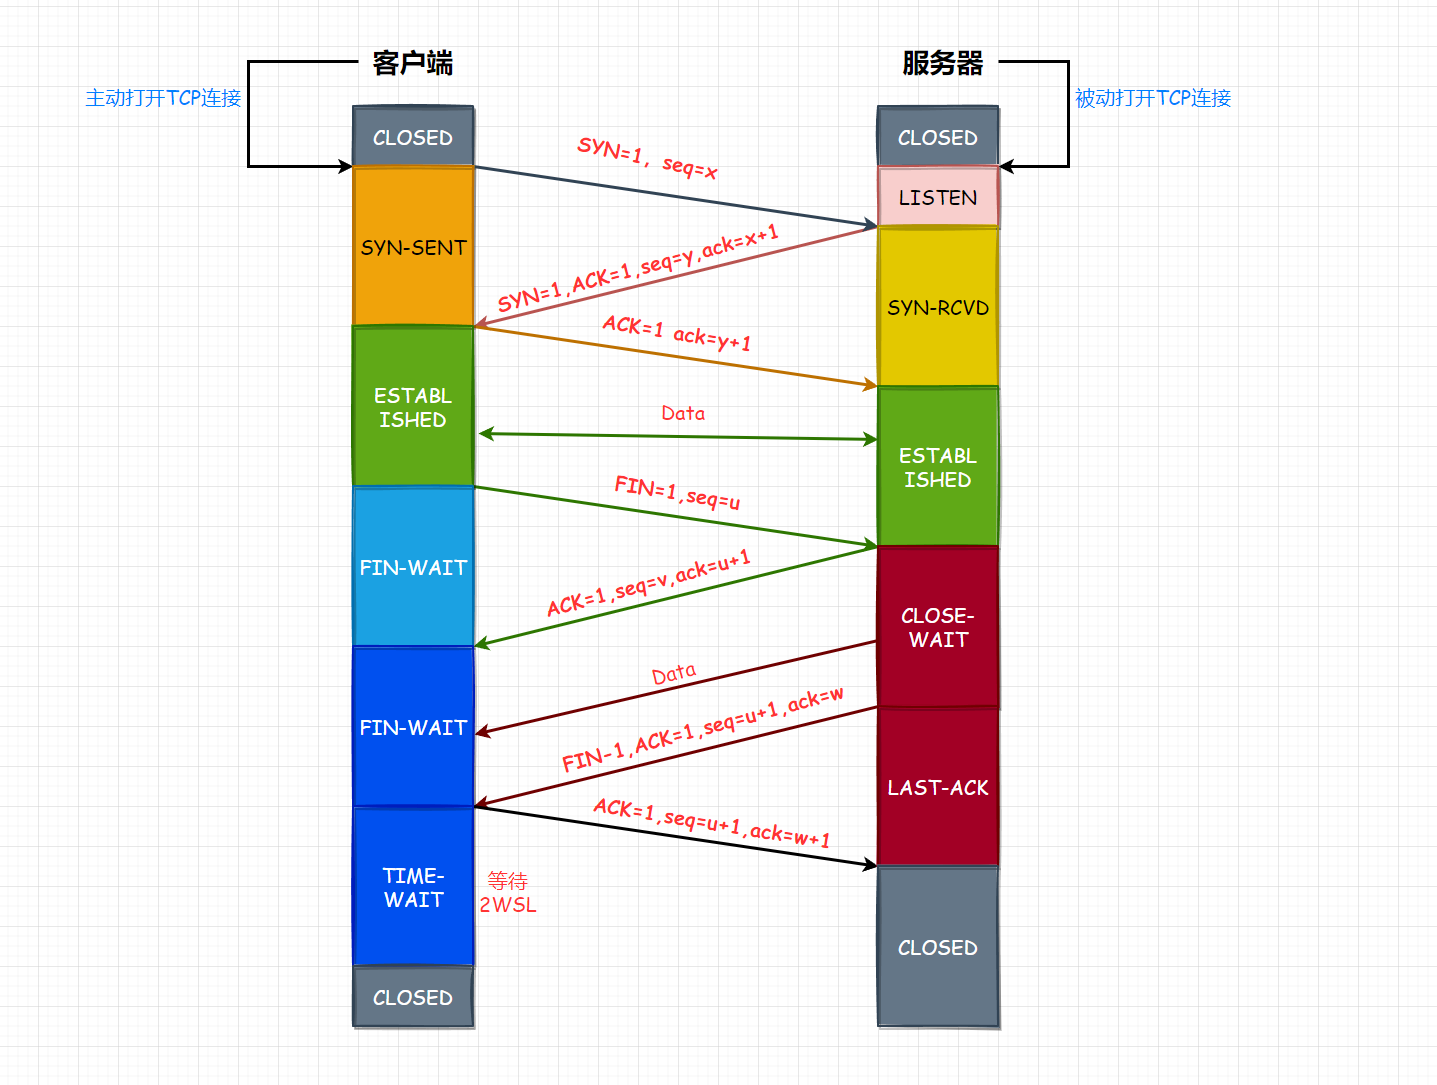 客户端
服务器
主动打开TCP连接
被动打开TCP连接
CLOSED
CLOSED
SYN=1, seq=x
LISTEN
SYN-SENT
SYN=1,ACK=1,seq=y,ack=x+1
SYN-RCVD
ACK=1 ack=y+1
ESTABL
ISHED
Data
ESTABL
ISHED
FIN=1,seq=u
FIN-WAIT
ACK=1,seq=v,ack=u+1
CLOSE-
WAIT
Data
FIN-WAIT
FIN-1,ACK=1,seq=u+1,ack=w
LAST-ACK
ACK=1,seq=u+1,ack=w+1
TIME-
WAIT
等待
2WSL
CLOSED
CLOSED